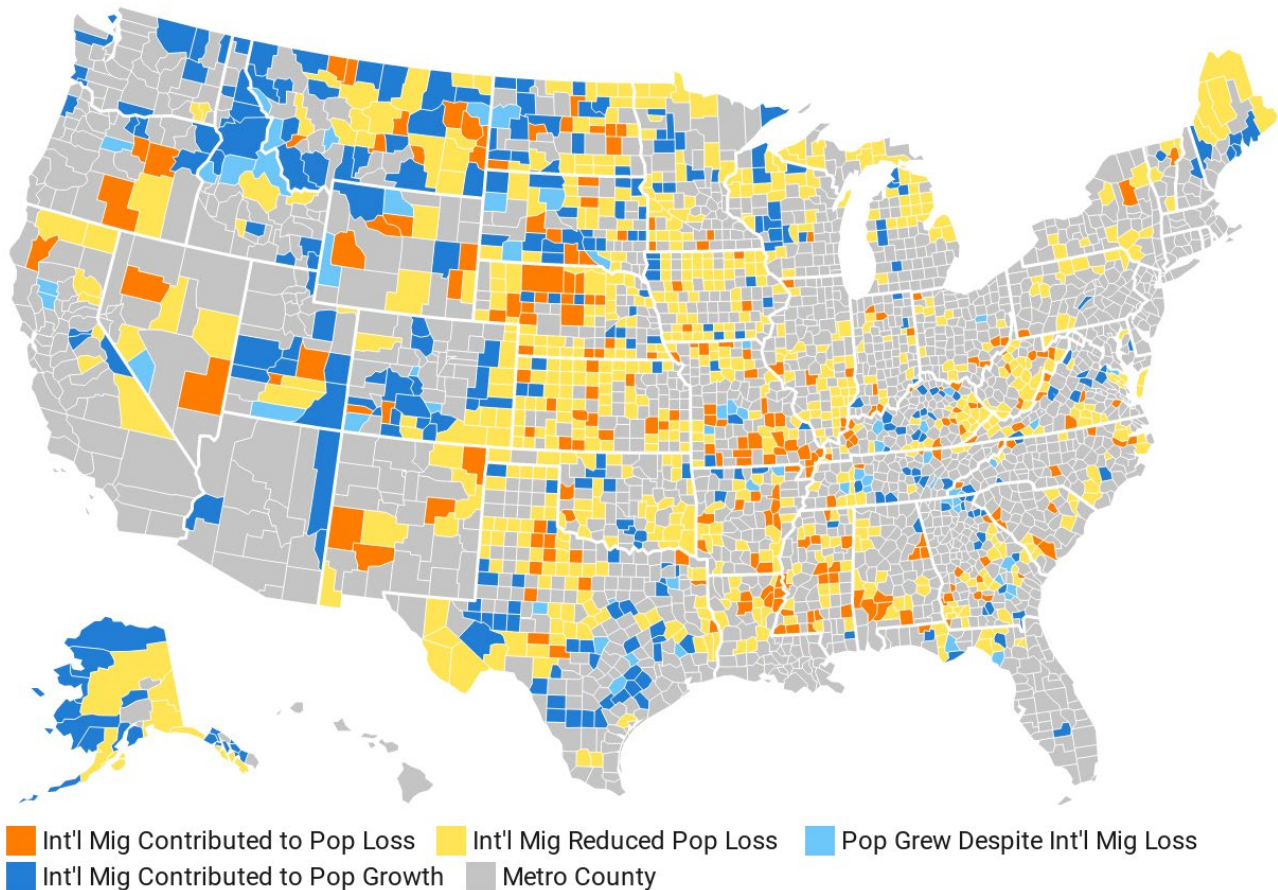 Int'l Mig Contributed to Pop Loss Int'l Mig Reduced Pop Loss Pop Grew Despite Int'l Mig Loss
Int'l Mig Contributed to Pop Growth Metro County